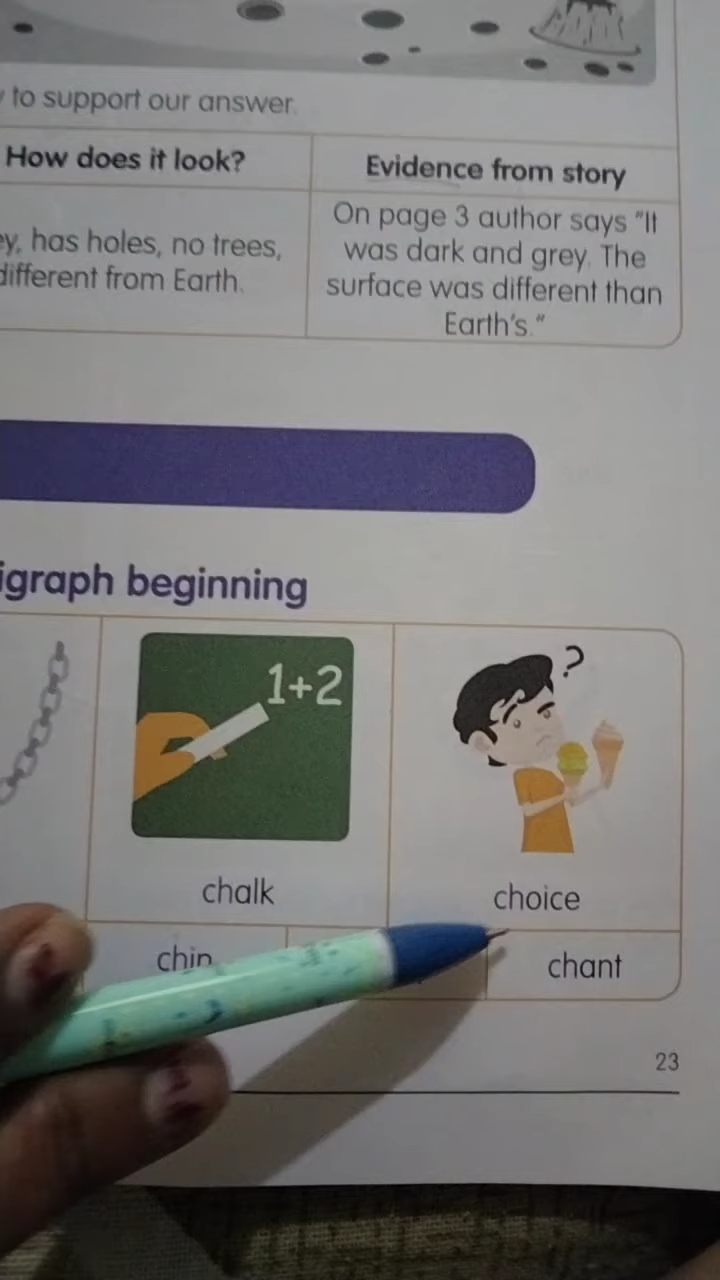 to support our answer.
How does it look?
Evidence from story
has holes, no trees,
different from Earth.
On page 3 author says "It
was dark and grey. The
surface was different than
Earth's."
beginning
1+2
?
chalk
choice
chin
chant
23